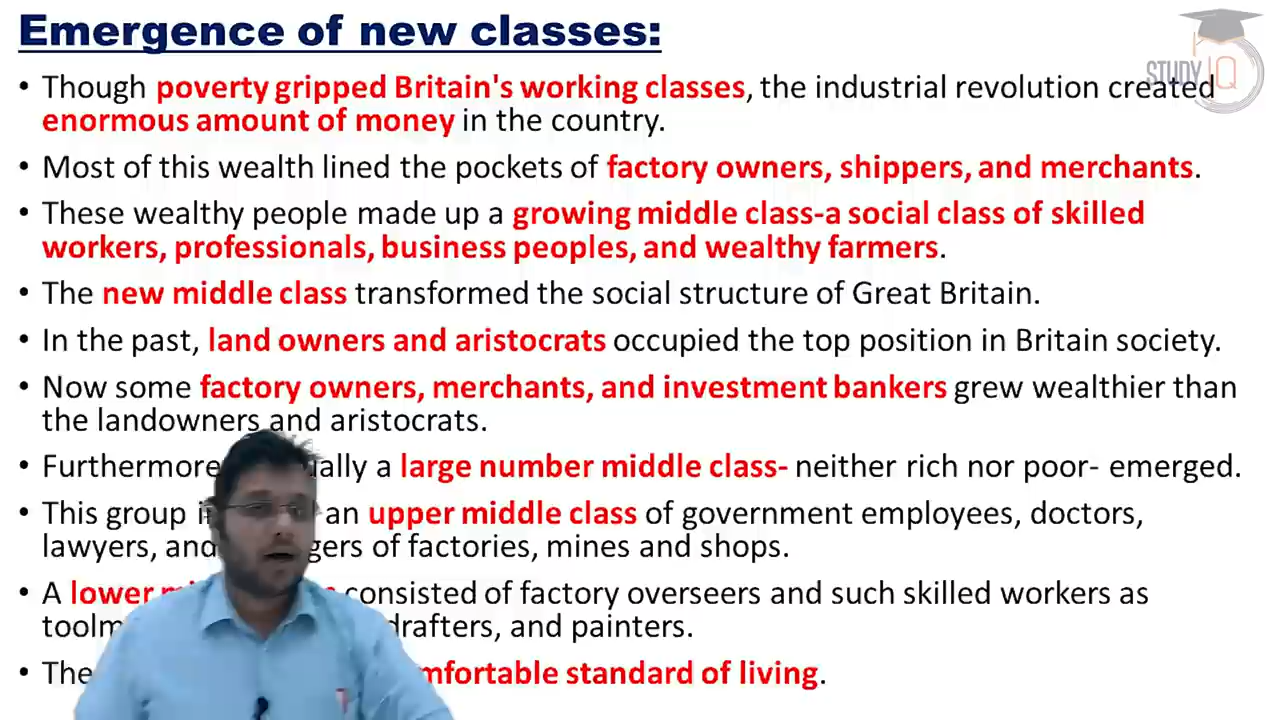 Emergence of new classes:
STUDY IQ
• Though poverty gripped Britain's working classes, the industrial revolution created
enormous amount of money in the country.
• Most of this wealth lined the pockets of factory owners, shippers, and merchants.
• These wealthy people made up a growing middle class-a social class of skilled
workers, professionals, business peoples, and wealthy farmers.
• The new middle class transformed the social structure of Great Britain.
• In the past, land owners and aristocrats occupied the top position in Britain society.
• Now some factory owners, merchants, and investment bankers grew wealthier than
the landowners and aristocrats.
• Furthermore a large number middle class- neither rich nor poor- emerged.
• This group an upper middle class of government employees, doctors,
lawyers, and of factories, mines and shops.
• A lower consisted of factory overseers and such skilled workers as
drafters, and painters.
• standard of living.